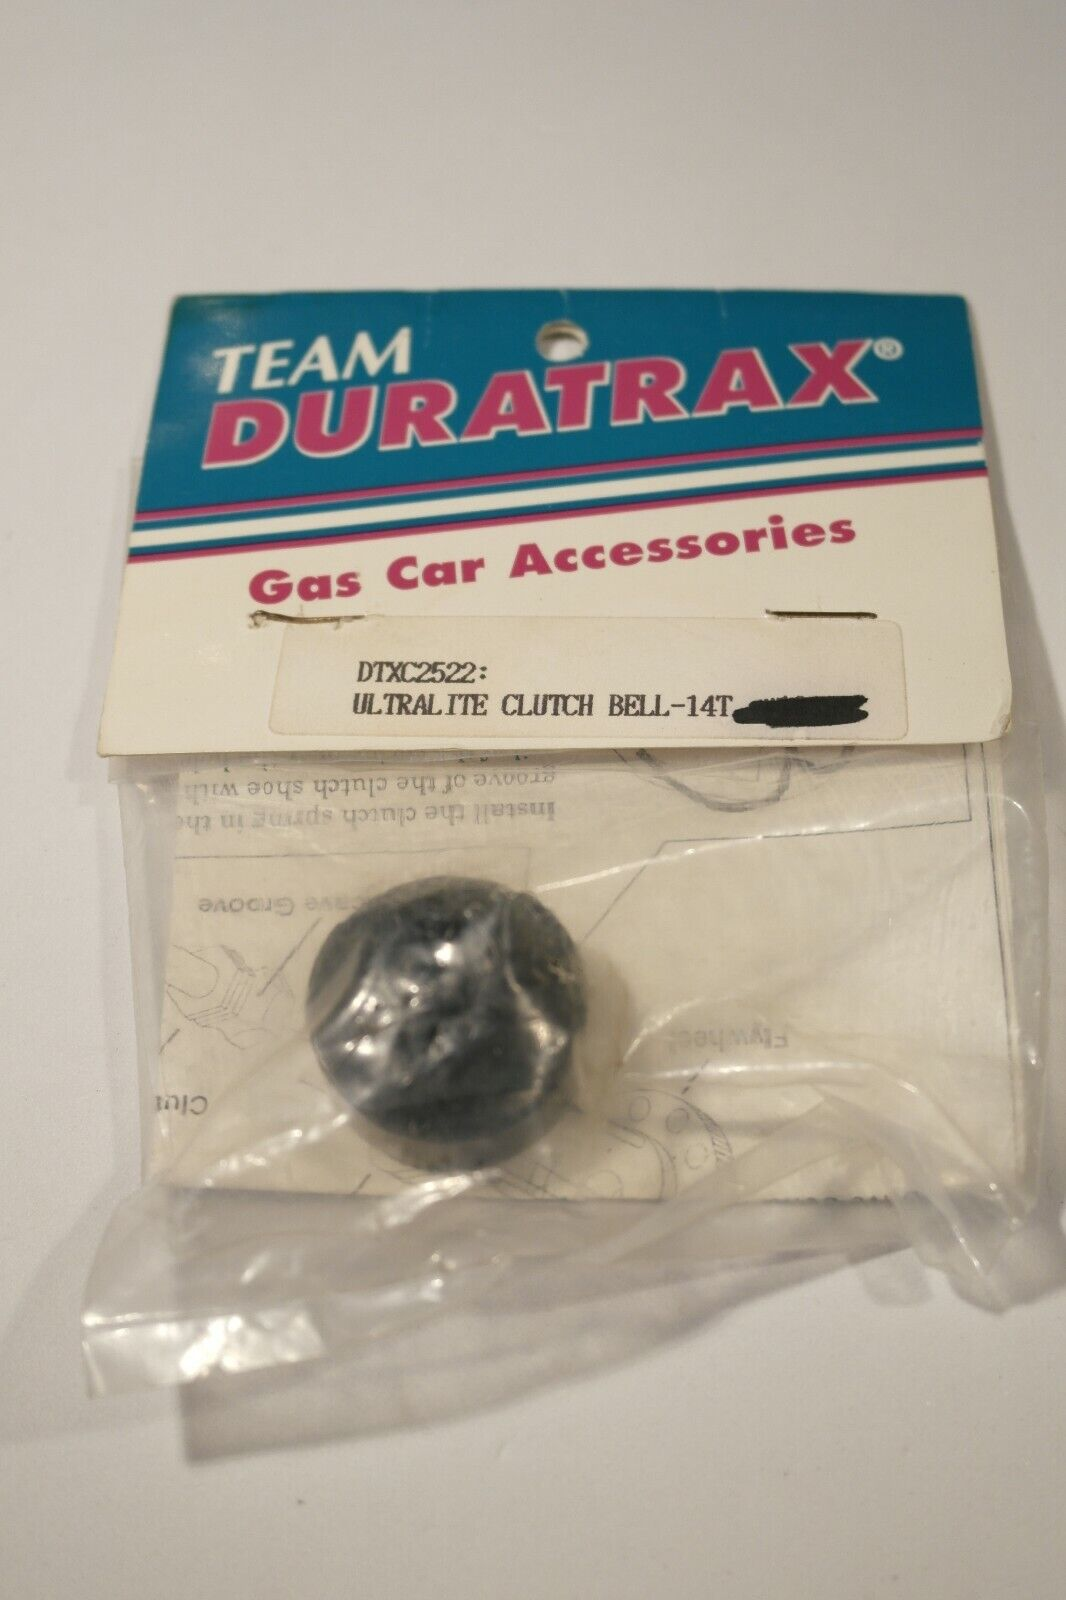 TEAM
DURATRAX®
Gas Car Accessories
DTXC2522:
ULTRALITE CLUTCH BELL-14T
Install the clutch spring in the
groove of the clutch shoe with
Groove
Flywheel